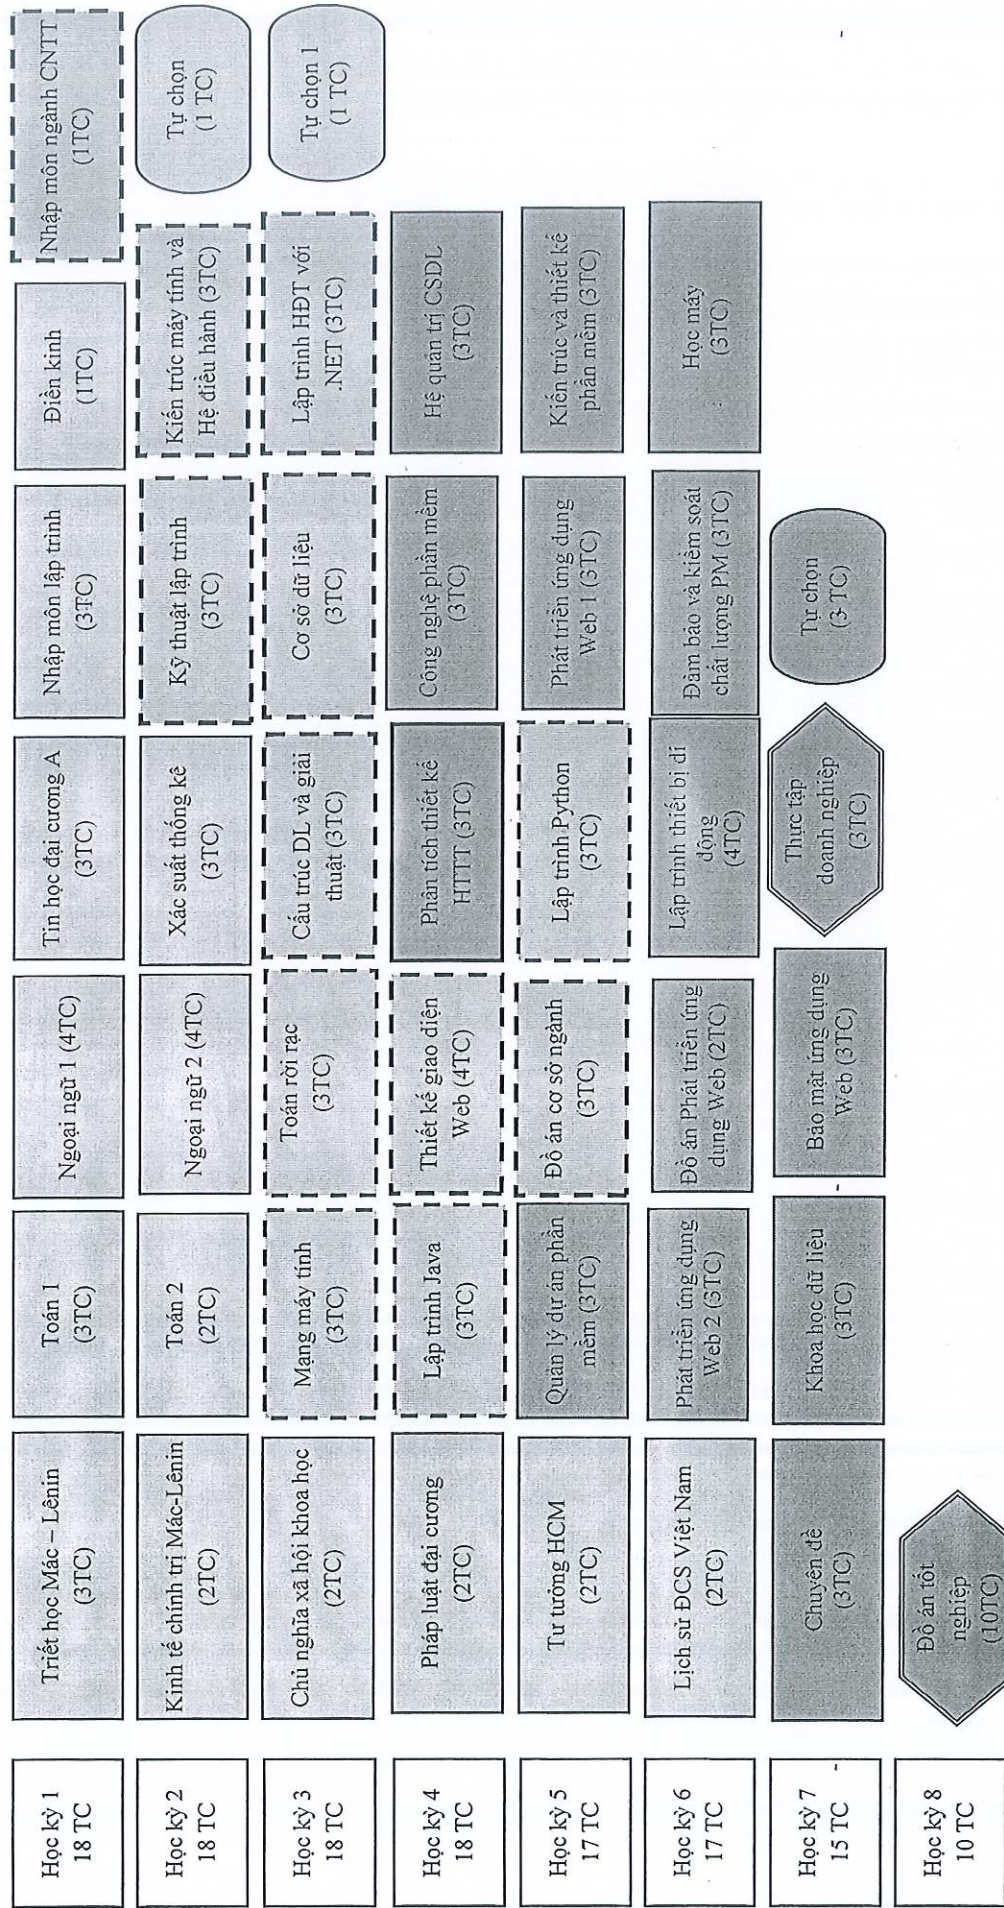 Học kỳ 1
18 TC
Triết học Mác – Lênin
(3TC)
Toán 1
(3TC)
Ngoại ngữ 1 (4TC)
Tin học đại cương A
(3TC)
Nhập môn lập trình
(3TC)
Điền kinh
(1TC)
Nhập môn ngành CNTT
(1TC)
Học kỳ 2
18 TC
Kinh tế chính trị Mác-Lênin
(2TC)
Toán 2
(2TC)
Ngoại ngữ 2 (4TC)
Xác suất thống kê
(3TC)
Kỹ thuật lập trình
(3TC)
Kiến trúc máy tính và
Hệ điều hành (3TC)
Tự chọn
(1 TC)
Học kỳ 3
18 TC
Chủ nghĩa xã hội khoa học
(2TC)
Mạng máy tính
(3TC)
Toán rời rạc
(3TC)
Cấu trúc DL và giải
thuật (3TC)
Cơ sở dữ liệu
(3TC)
Lập trình HĐT với
.NET (3TC)
Tự chọn 1
(1 TC)
Học kỳ 4
18 TC
Pháp luật đại cương
(2TC)
Lập trình Java
(3TC)
Thiết kế giao diện
Web (4TC)
Phân tích thiết kế
HTTT (3TC)
Công nghệ phần mềm
(3TC)
Hệ quản trị CSDL
(3TC)
Học kỳ 5
17 TC
Tư tưởng HCM
(2TC)
Quản lý dự án phần
mềm (3TC)
Đồ án cơ sở ngành
(3TC)
Lập trình Python
(3TC)
Phát triển ứng dụng
Web 1 (3TC)
Kiến trúc và thiết kế
phần mềm (3TC)
Học kỳ 6
17 TC
Lịch sử ĐCS Việt Nam
(2TC)
Phát triển ứng dụng
Web 2 (3TC)
Đồ án Phát triển ứng
dụng Web (2TC)
Lập trình thiết bị di
động
(4TC)
Đảm bảo và kiểm soát
chất lượng PM (3TC)
Học máy
(3TC)
Học kỳ 7
15 TC
Chuyên đề
(3TC)
Khoa học dữ liệu
(3TC)
Bảo mật ứng dụng
Web (3TC)
Thực tập
doanh nghiệp
(3TC)
Tự chọn
(3 TC)
Học kỳ 8
10 TC
Đồ án tốt
nghiệp
(10TC)